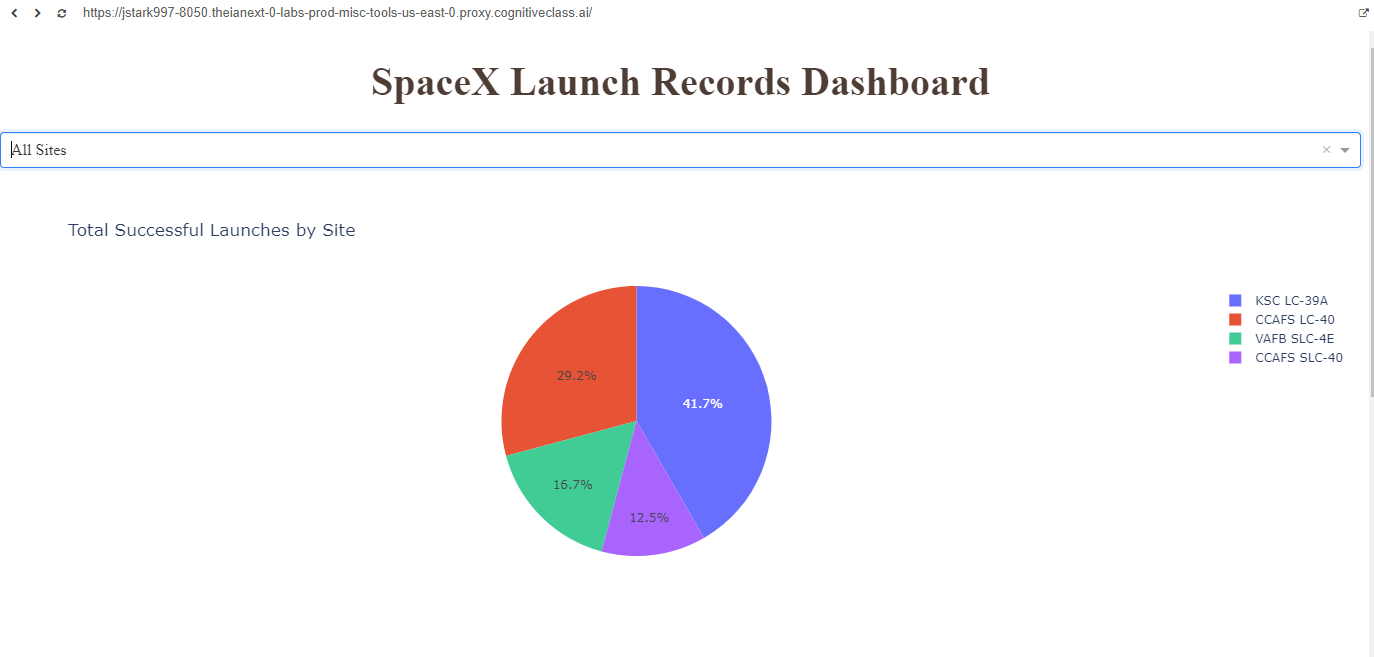 https://jstark997-8050.theianext-0-labs-prod-misc-tools-us-east-0.proxy.cognitiveclass.ai/
SpaceX Launch Records Dashboard
All Sites
Total Successful Launches by Site
KSC LC-39A
CCAFS LC-40
VAFB SLC-4E
CCAFS SLC-40
29.2%
41.7%
16.7%
12.5%